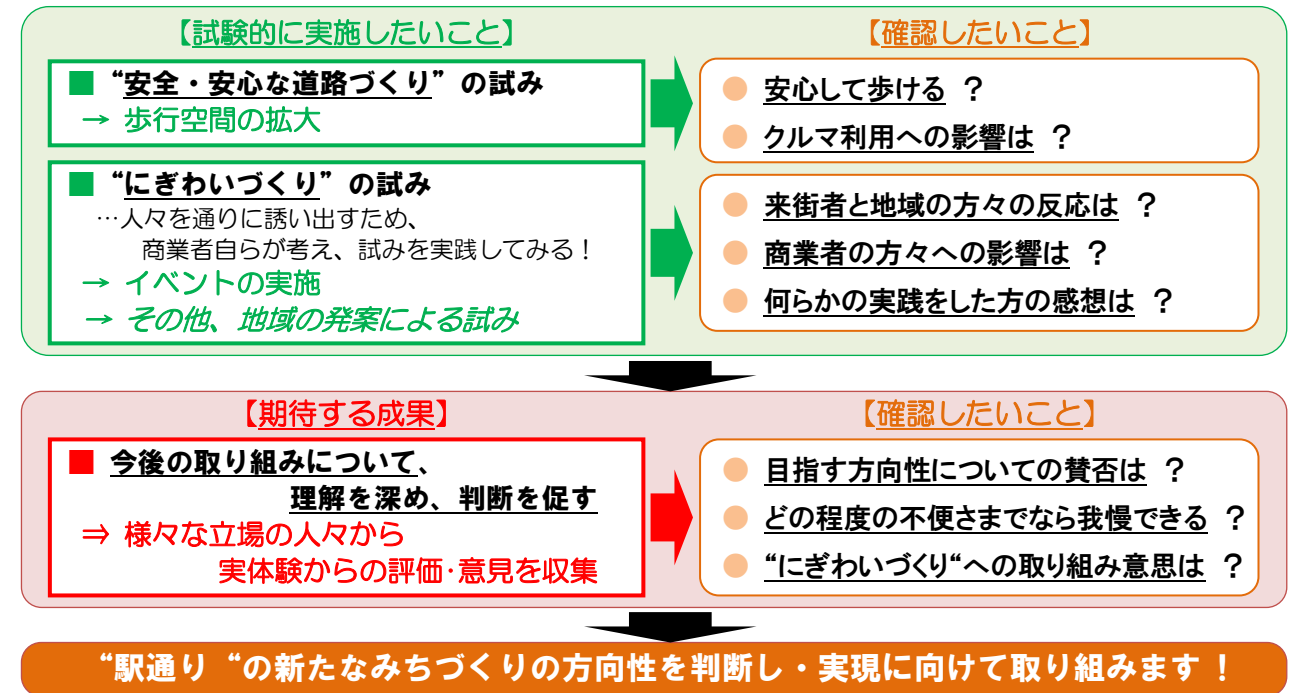 【試験的に実施したいこと】
■ “安全・安心な道路づくり”の試み
→ 歩行空間の拡大
■ “にぎわいづくり”の試み
…人々を通りに誘い出すため、
商業者自らが考え、試みを実践してみる！
→ イベントの実施
→ その他、地域の発案による試み
【確認したいこと】
● 安心して歩ける ？
● クルマ利用への影響は ？
● 来街者と地域の方々の反応は ？
● 商業者の方々への影響は ？
● 何らかの実践をした方の感想は ？
【期待する成果】
■ 今後の取り組みについて、
理解を深め、判断を促す
⇒ 様々な立場の人々から
実体験からの評価･意見を収集
【確認したいこと】
● 目指す方向性についての賛否は ？
● どの程度の不便さまでなら我慢できる ？
● “にぎわいづくり“への取り組み意思は ？
“駅通り“の新たなみちづくりの方向性を判断し・実現に向けて取り組みます！